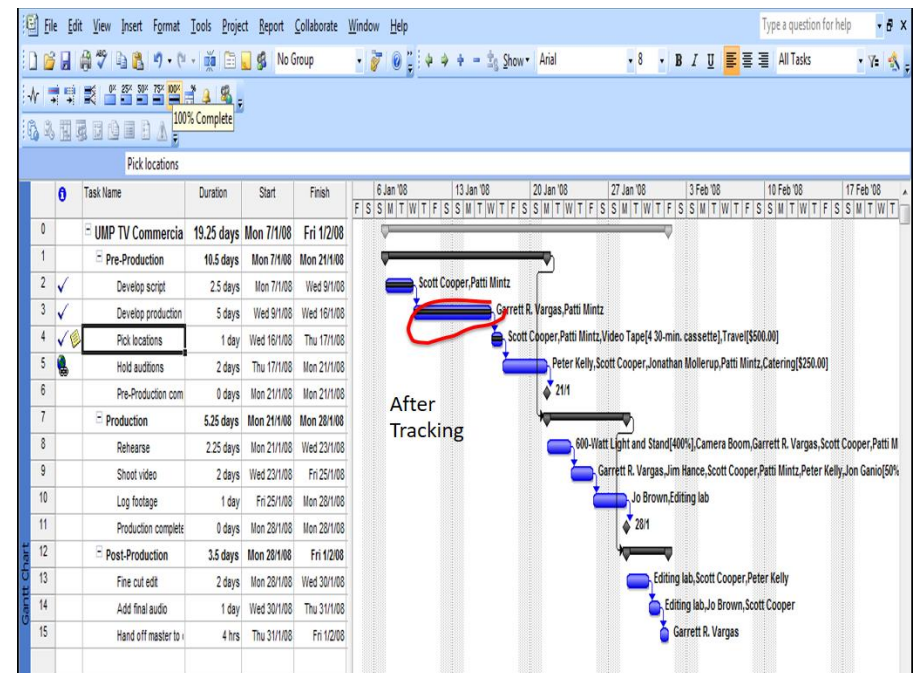 File Edit View Insert Format Tools Project Report Collaborate Window Help Type a question for help
No Group Show Arial 8 B I U All Tasks
0% 25% 50% 75% 100%
100% Complete
Pick locations
Task Name Duration Start Finish 6 Jan '08 13 Jan '08 20 Jan '08 27 Jan '08 3 Feb '08 10 Feb '08 17 Feb '08
F S S M T W T F S S M T W T F S S M T W T F S S M T W T F S S M T W T F S S M T W T F S S M T W T
0 UMP TV Commercia 19.25 days Mon 7/1/08 Fri 1/2/08
1 Pre-Production 10.5 days Mon 7/1/08 Mon 21/1/08
2 Develop script 2.5 days Mon 7/1/08 Wed 9/1/08 Scott Cooper,Patti Mintz
3 Develop production 5 days Wed 9/1/08 Wed 16/1/08 Garrett R. Vargas,Patti Mintz
4 Pick locations 1 day Wed 16/1/08 Thu 17/1/08 Scott Cooper,Patti Mintz,Video Tape[4 30-min. cassette],Travel[$500.00]
5 Hold auditions 2 days Thu 17/1/08 Mon 21/1/08 Peter Kelly,Scott Cooper,Jonathan Mollerup,Patti Mintz,Catering[$250.00]
6 Pre-Production com 0 days Mon 21/1/08 Mon 21/1/08 21/1
After
Tracking
7 Production 5.25 days Mon 21/1/08 Mon 28/1/08
8 Rehearse 2.25 days Mon 21/1/08 Wed 23/1/08 600-Watt Light and Stand[400%],Camera Boom,Garrett R. Vargas,Scott Cooper,Patti M
9 Shoot video 2 days Wed 23/1/08 Fri 25/1/08 Garrett R. Vargas,Jim Hance,Scott Cooper,Patti Mintz,Peter Kelly,Jon Ganio[50%
10 Log footage 1 day Fri 25/1/08 Mon 28/1/08 Jo Brown,Editing lab
11 Production complete 0 days Mon 28/1/08 Mon 28/1/08 28/1
12 Post-Production 3.5 days Mon 28/1/08 Fri 1/2/08
13 Fine cut edit 2 days Mon 28/1/08 Wed 30/1/08 Editing lab,Scott Cooper,Peter Kelly
14 Add final audio 1 day Wed 30/1/08 Thu 31/1/08 Editing lab,Jo Brown,Scott Cooper
15 Hand off master to 4 hrs Thu 31/1/08 Fri 1/2/08 Garrett R. Vargas
Gantt Chart